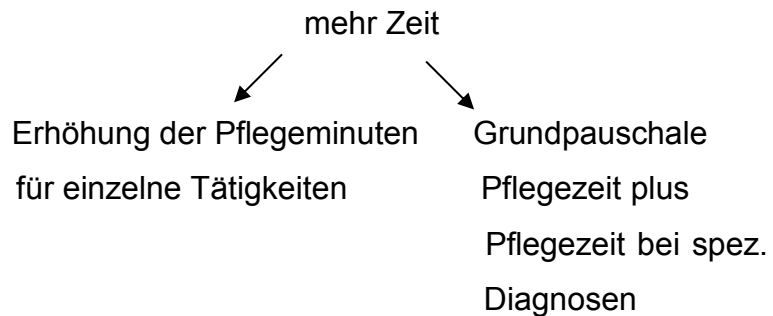 mehr Zeit
Erhöhung der Pflegeminuten
für einzelne Tätigkeiten
Grundpauschale
Pflegezeit plus
Pflegezeit bei spez.
Diagnosen